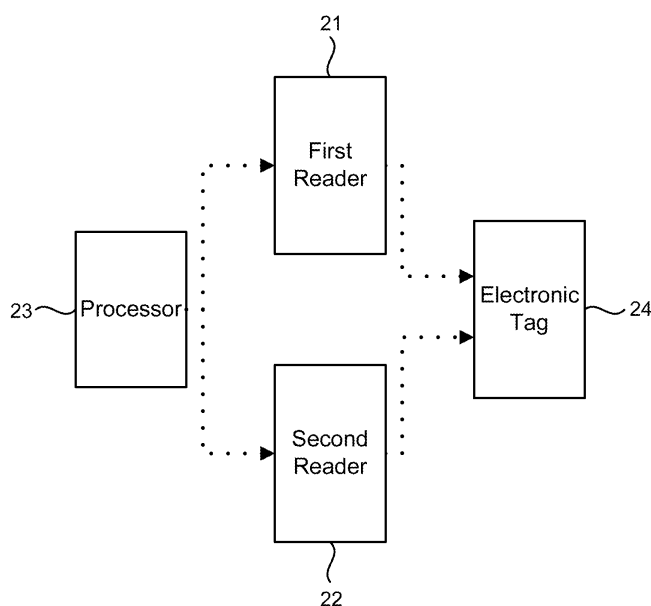 21
First
Reader
23
Processor
Electronic
Tag
24
Second
Reader
22